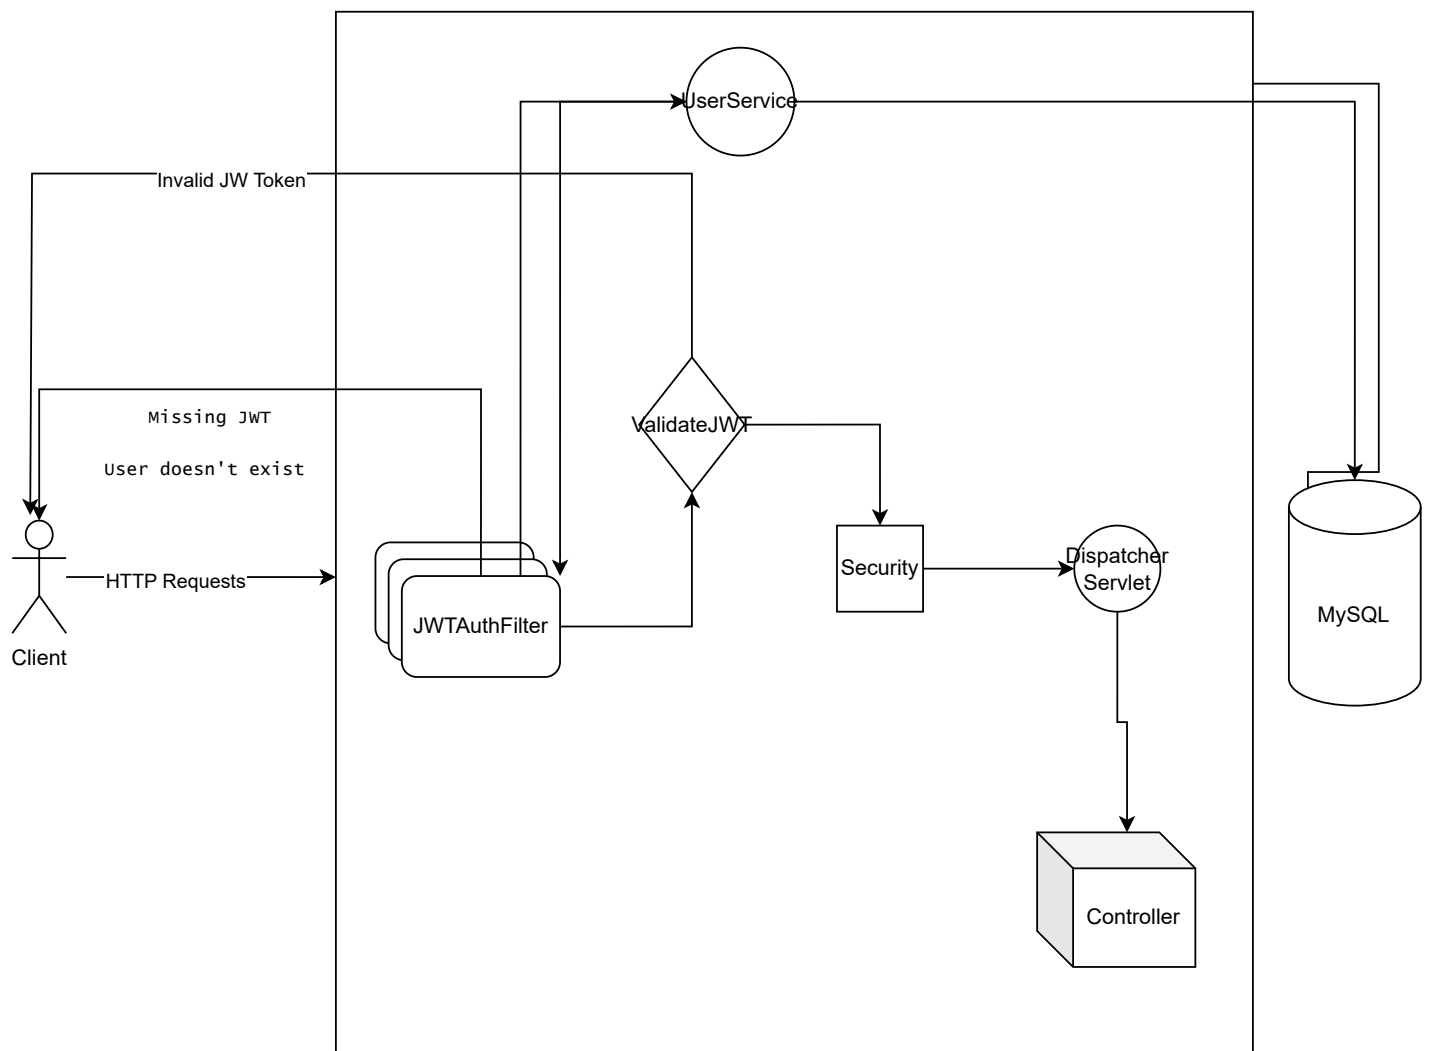 UserService
Invalid JW Token
Missing JWT
User doesn't exist
ValidateJWT
HTTP Requests
Client
JWTAuthFilter
Security
Dispatcher
Servlet
MySQL
Controller